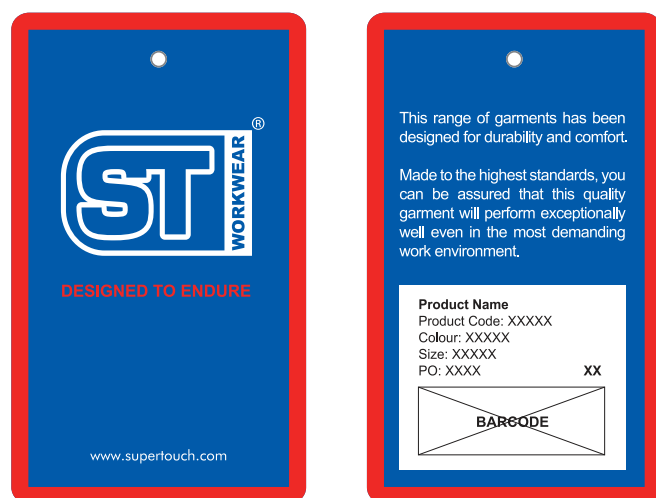 ST
WORKWEAR
®
DESIGNED TO ENDURE
www.supertouch.com
This range of garments has been
designed for durability and comfort.
Made to the highest standards, you
can be assured that this quality
garment will perform exceptionally
well even in the most demanding
work environment.
Product Name
Product Code: XXXXX
Colour: XXXXX
Size: XXXXX
PO: XXXX XX
BARCODE